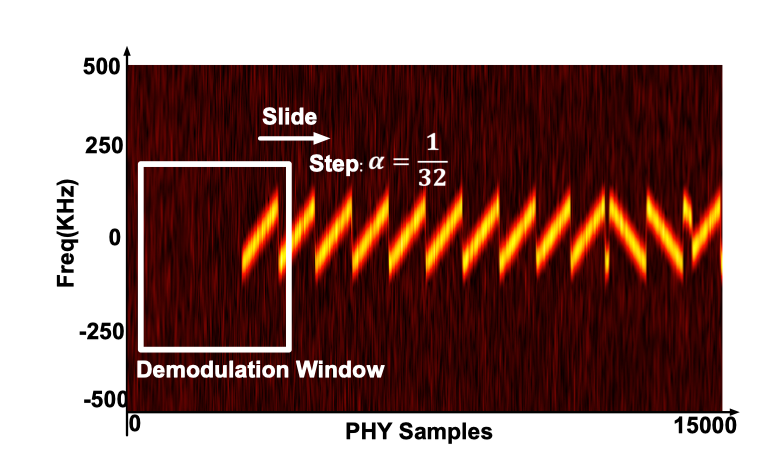 500
Slide
250
Step: α = 1/32
Freq(KHz)
0
-250
Demodulation Window
-500
0
PHY Samples
15000